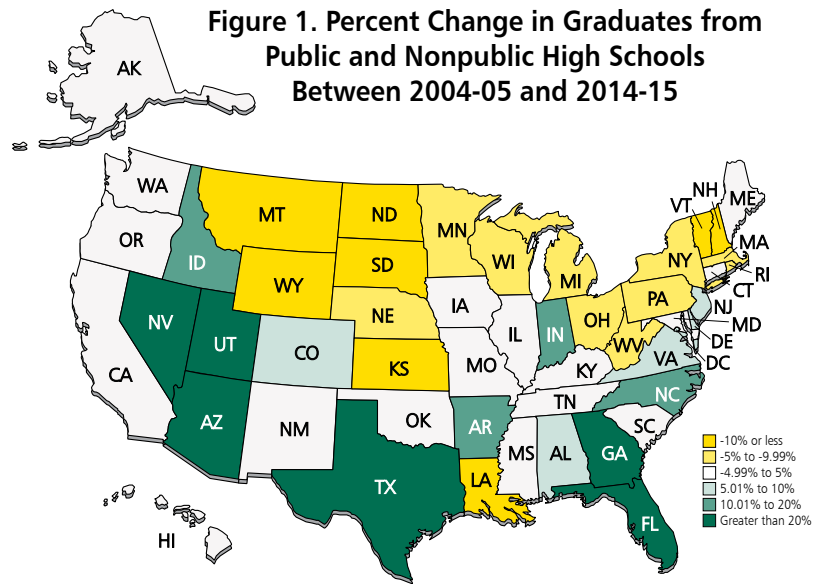 Figure 1. Percent Change in Graduates from
Public and Nonpublic High Schools
Between 2004-05 and 2014-15
AK
WA
MT
ND
MN
VT
NH
ME
OR
ID
SD
WI
MI
NY
MA
RI
CT
WY
NE
IA
PA
NJ
NV
UT
CO
IL
IN
OH
MD
DE
DC
CA
KS
MO
WV
VA
KY
AZ
NM
OK
AR
TN
NC
SC
TX
LA
MS
AL
GA
FL
HI
-10% or less
-5% to -9.99%
-4.99% to 5%
5.01% to 10%
10.01% to 20%
Greater than 20%